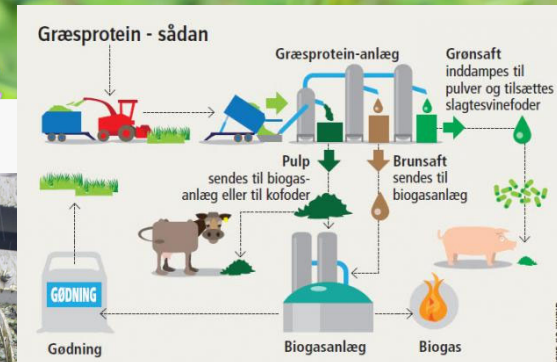 Græsprotein - sådan
Græsprotein-anlæg
Grønsaft
inddampes til
pulver og tilsættes
slagtesvinefoder
Pulp
sendes til biogas-
anlæg eller til kofoder
Brunsaft
sendes til
biogasanlæg
GØDNING
Gødning
Biogasanlæg
Biogas